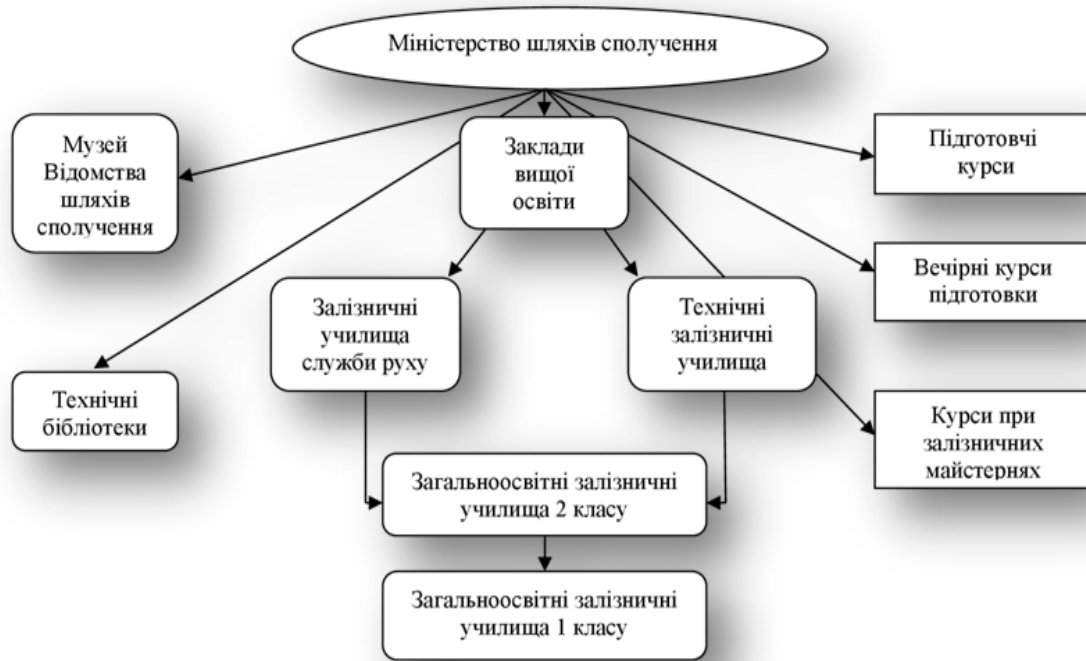 Міністерство шляхів сполучення
Музей
Відомства
шляхів
сполучення
Заклади
вищої
освіти
Підготовчі
курси
Вечірні курси
підготовки
Залізничні
училища
служби руху
Технічні
залізничні
училища
Технічні
бібліотеки
Курси при
залізничних
майстернях
Загальноосвітні залізничні
училища 2 класу
Загальноосвітні залізничні
училища 1 класу